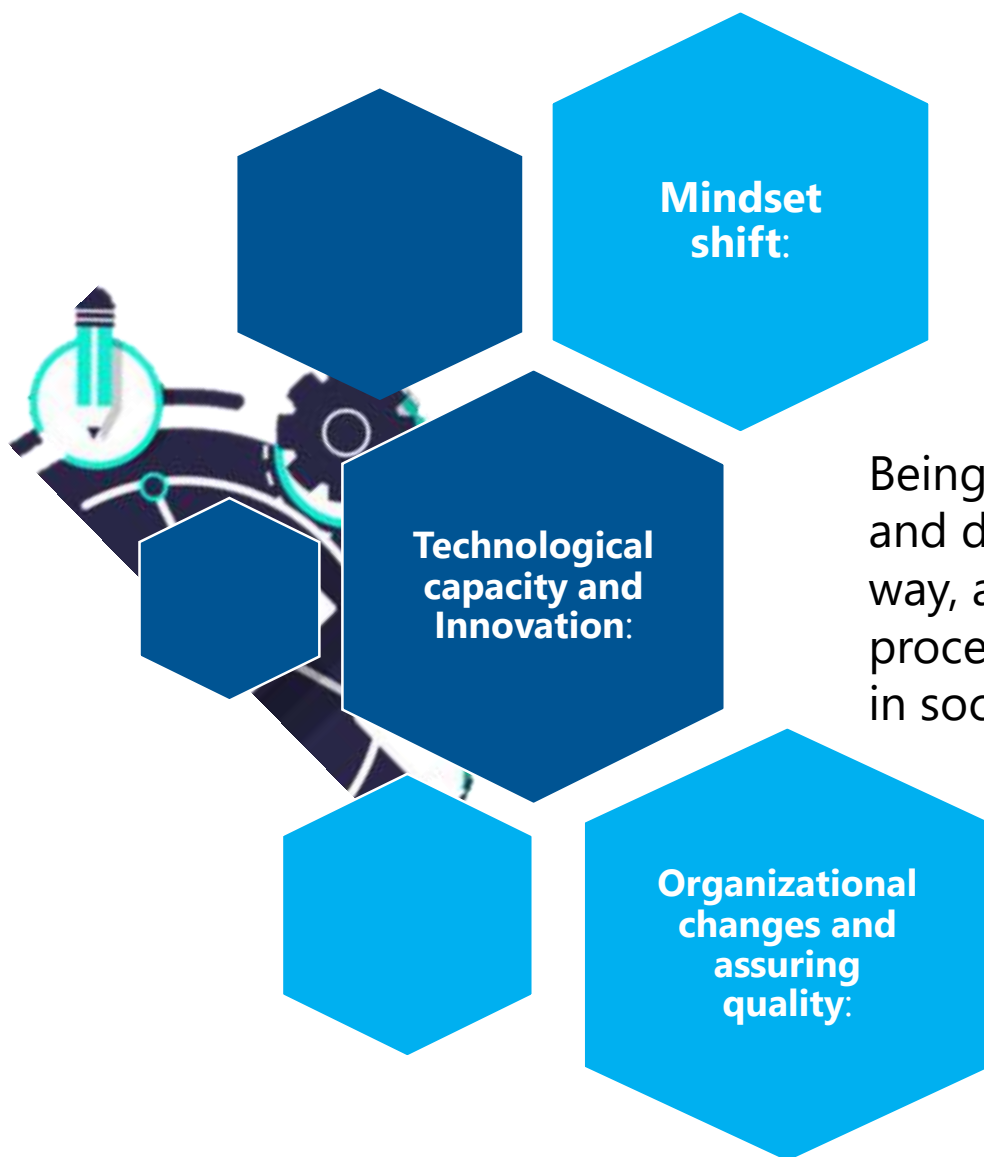 Mindset
shift:
Technological
capacity and
Innovation:
Being
and d
way, a
proce
in soc
Organizational
changes and
assuring
quality: